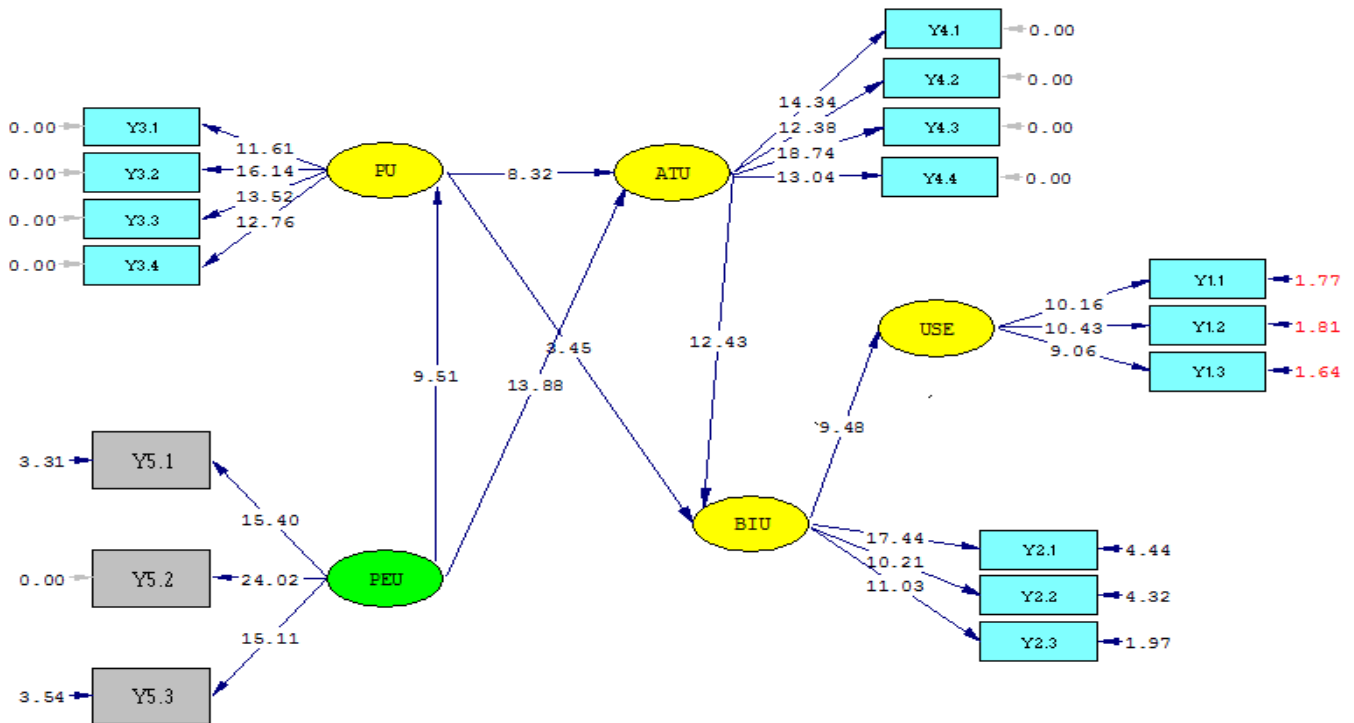 Y4.1 0.00
14.34
Y4.2 0.00
12.38
Y4.3 0.00
18.74
Y4.4 0.00
13.04
0.00 Y3.1
11.61
0.00 Y3.2
16.14
0.00 Y3.3
13.52
0.00 Y3.4
12.76
PU 8.32 ATU
10.16 Y1.1 1.77
USE 10.43 Y1.2 1.81
9.06 Y1.3 1.64
3.45 12.43
9.51 13.88
9.48
3.31 Y5.1
15.40
0.00 Y5.2 24.02 PEU
15.11
3.54 Y5.3
BIU 17.44 Y2.1 4.44
10.21 Y2.2 4.32
11.03 Y2.3 1.97